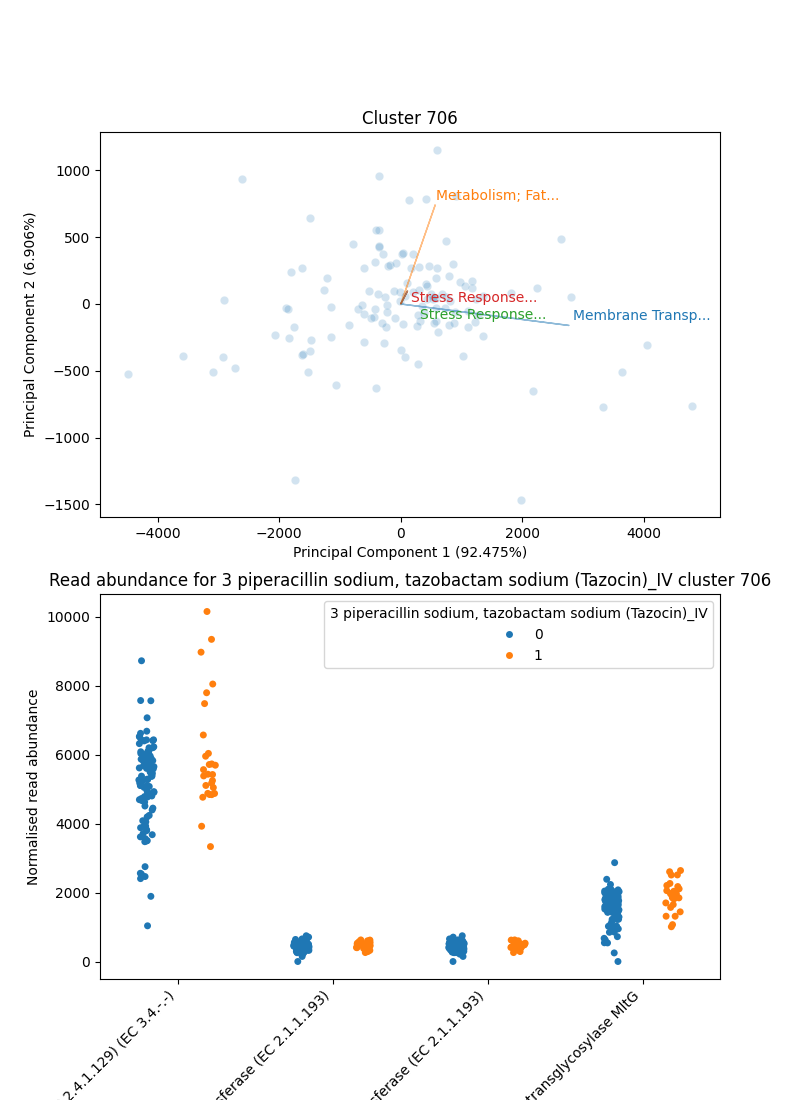 Cluster 706
Principal Component 2 (6.906%)
1000
500
0
−500
−1000
−1500
Metabolism; Fat...
Stress Response...
Stress Response...
Membrane Transp...
−4000
−2000
0
2000
4000
Principal Component 1 (92.475%)
Read abundance for 3 piperacillin sodium, tazobactam sodium (Tazocin)_IV cluster 706
Normalised read abundance
10000
8000
6000
4000
2000
0
3 piperacillin sodium, tazobactam sodium (Tazocin)_IV
0
1
2.4.1.129) (EC 3.4.-.-)
sferase (EC 2.1.1.193)
sferase (EC 2.1.1.193)
transglycosylase MltG